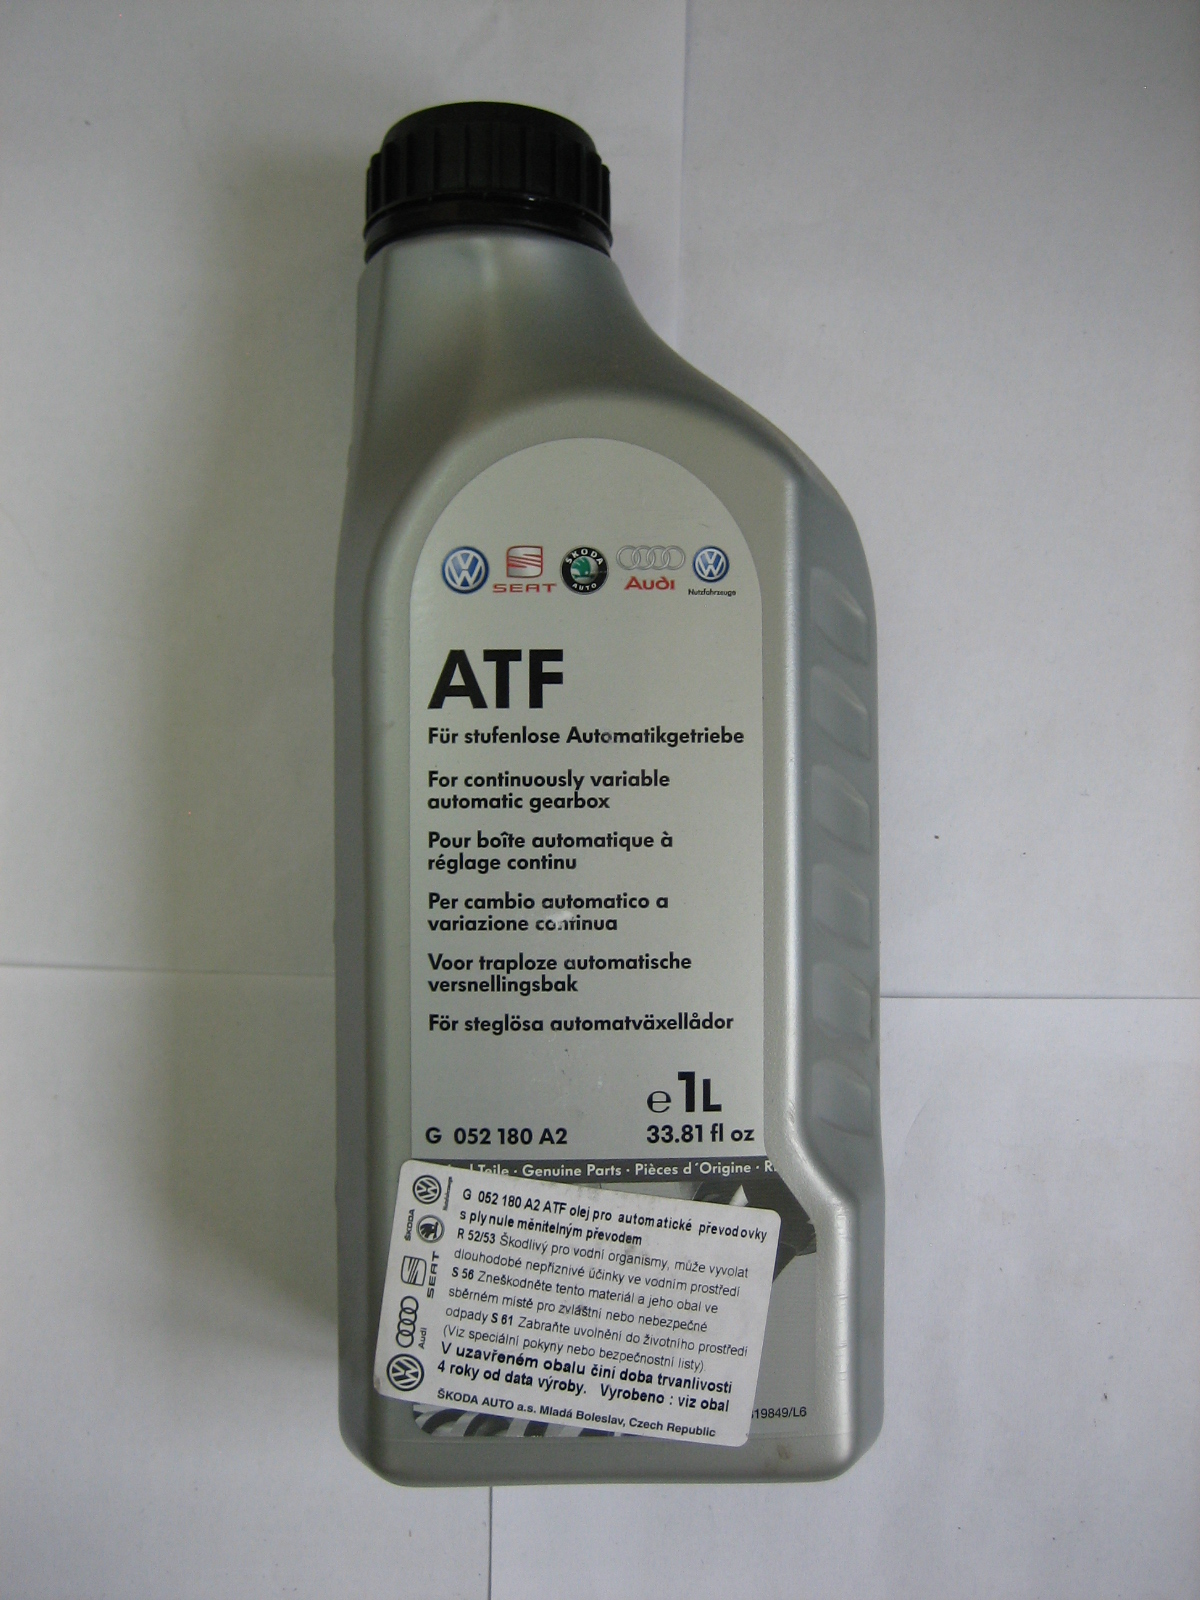 SEAT
ŠKODA
AUTO
Audi
Nutzfahrzeuge
ATF
Für stufenlose Automatikgetriebe
For continuously variable
automatic gearbox
Pour boîte automatique à
réglage continu
Per cambio automatico a
variazione continua
Voor traploze automatische
versnellingsbak
För steglösa automatväxellådor
e 1L
G 052 180 A2
33.81 fl oz
Teile · Genuine Parts · Pièces d´Origine ·
G 052 180 A2 ATF olej pro automatické převodovky
s plynule měnitelným převodem
R 52/53 Škodlivý pro vodní organismy, může vyvolat
dlouhodobé nepříznivé účinky ve vodním prostředí
S 56 Zneškodněte tento materiál a jeho obal ve
sběrném místě pro zvláštní nebo nebezpečné
odpady S 61 Zabraňte uvolnění do životního prostředí
(Viz speciální pokyny nebo bezpečnostní listy).
V uzavřeném obalu činí doba trvanlivosti
4 roky od data výroby. Vyrobeno : viz obal
ŠKODA AUTO a.s. Mladá Boleslav, Czech Republic
Nutzfahrzeuge
ŠKODA
SEAT
Audi
19849/L6